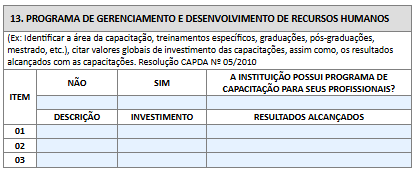 13. PROGRAMA DE GERENCIAMENTO E DESENVOLVIMENTO DE RECURSOS HUMANOS
(Ex: Identificar a área da capacitação, treinamentos específicos, graduações, pós-graduações,
mestrado, etc.), citar valores globais de investimento das capacitações, assim como, os resultados
alcançados com as capacitações. Resolução CAPDA Nº 05/2010
ITEM NÃO SIM A INSTITUIÇÃO POSSUI PROGRAMA DE
CAPACITAÇÃO PARA SEUS PROFISSIONAIS?
DESCRIÇÃO INVESTIMENTO RESULTADOS ALCANÇADOS
01
02
03